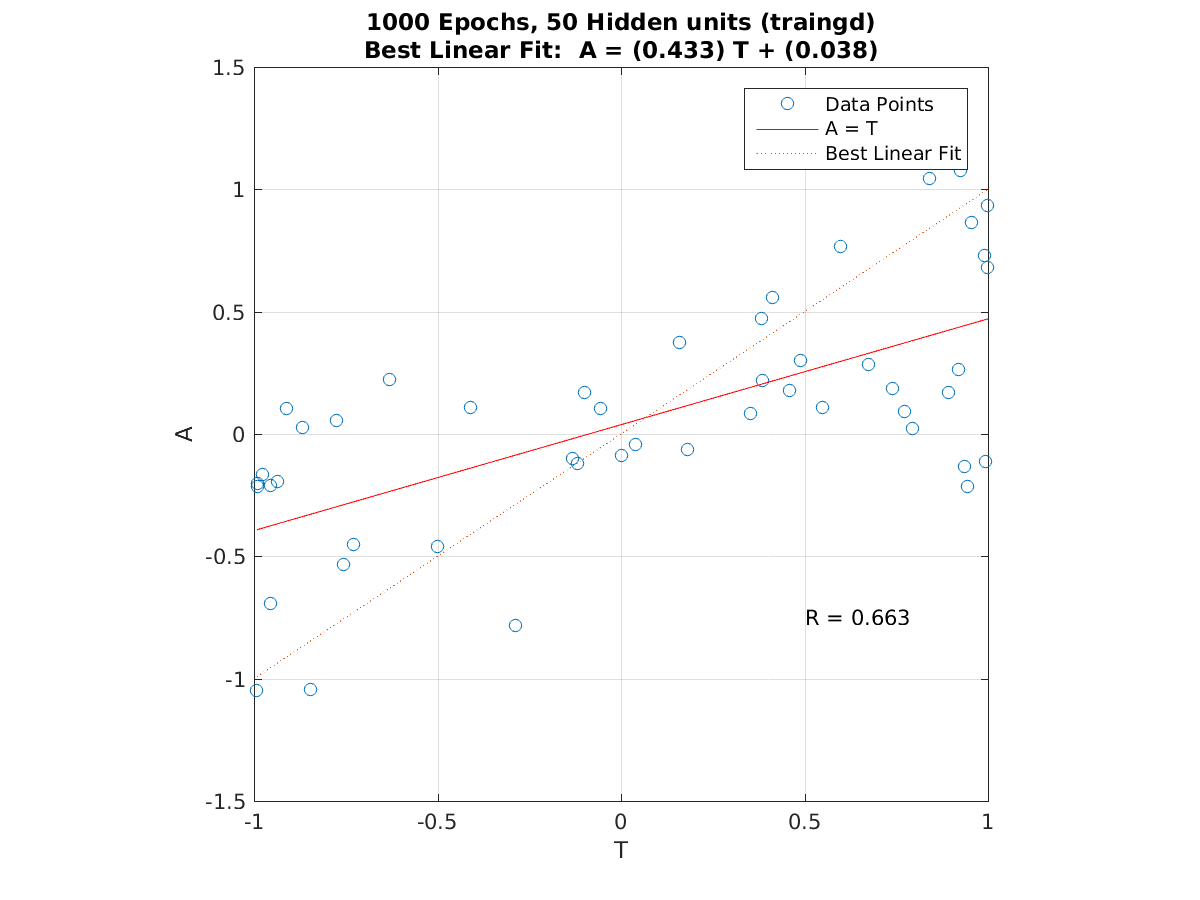 1000 Epochs, 50 Hidden units (traingd)
Best Linear Fit:  A = (0.433) T + (0.038)
1.5
Data Points
A = T
Best Linear Fit
1
0.5
A
0
-0.5
R = 0.663
-1
-1.5
-1 -0.5 0 0.5 1
T